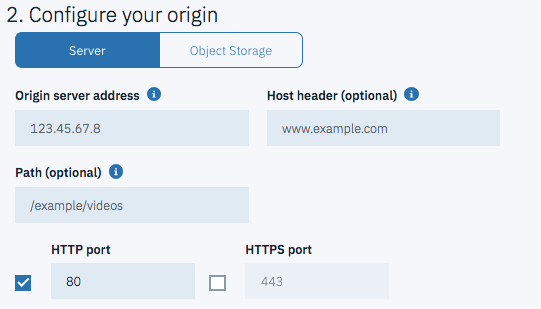 2. Configure your origin
Server Object Storage
Origin server address Host header (optional)
123.45.67.8 www.example.com
Path (optional)
/example/videos
HTTP port HTTPS port
80 443